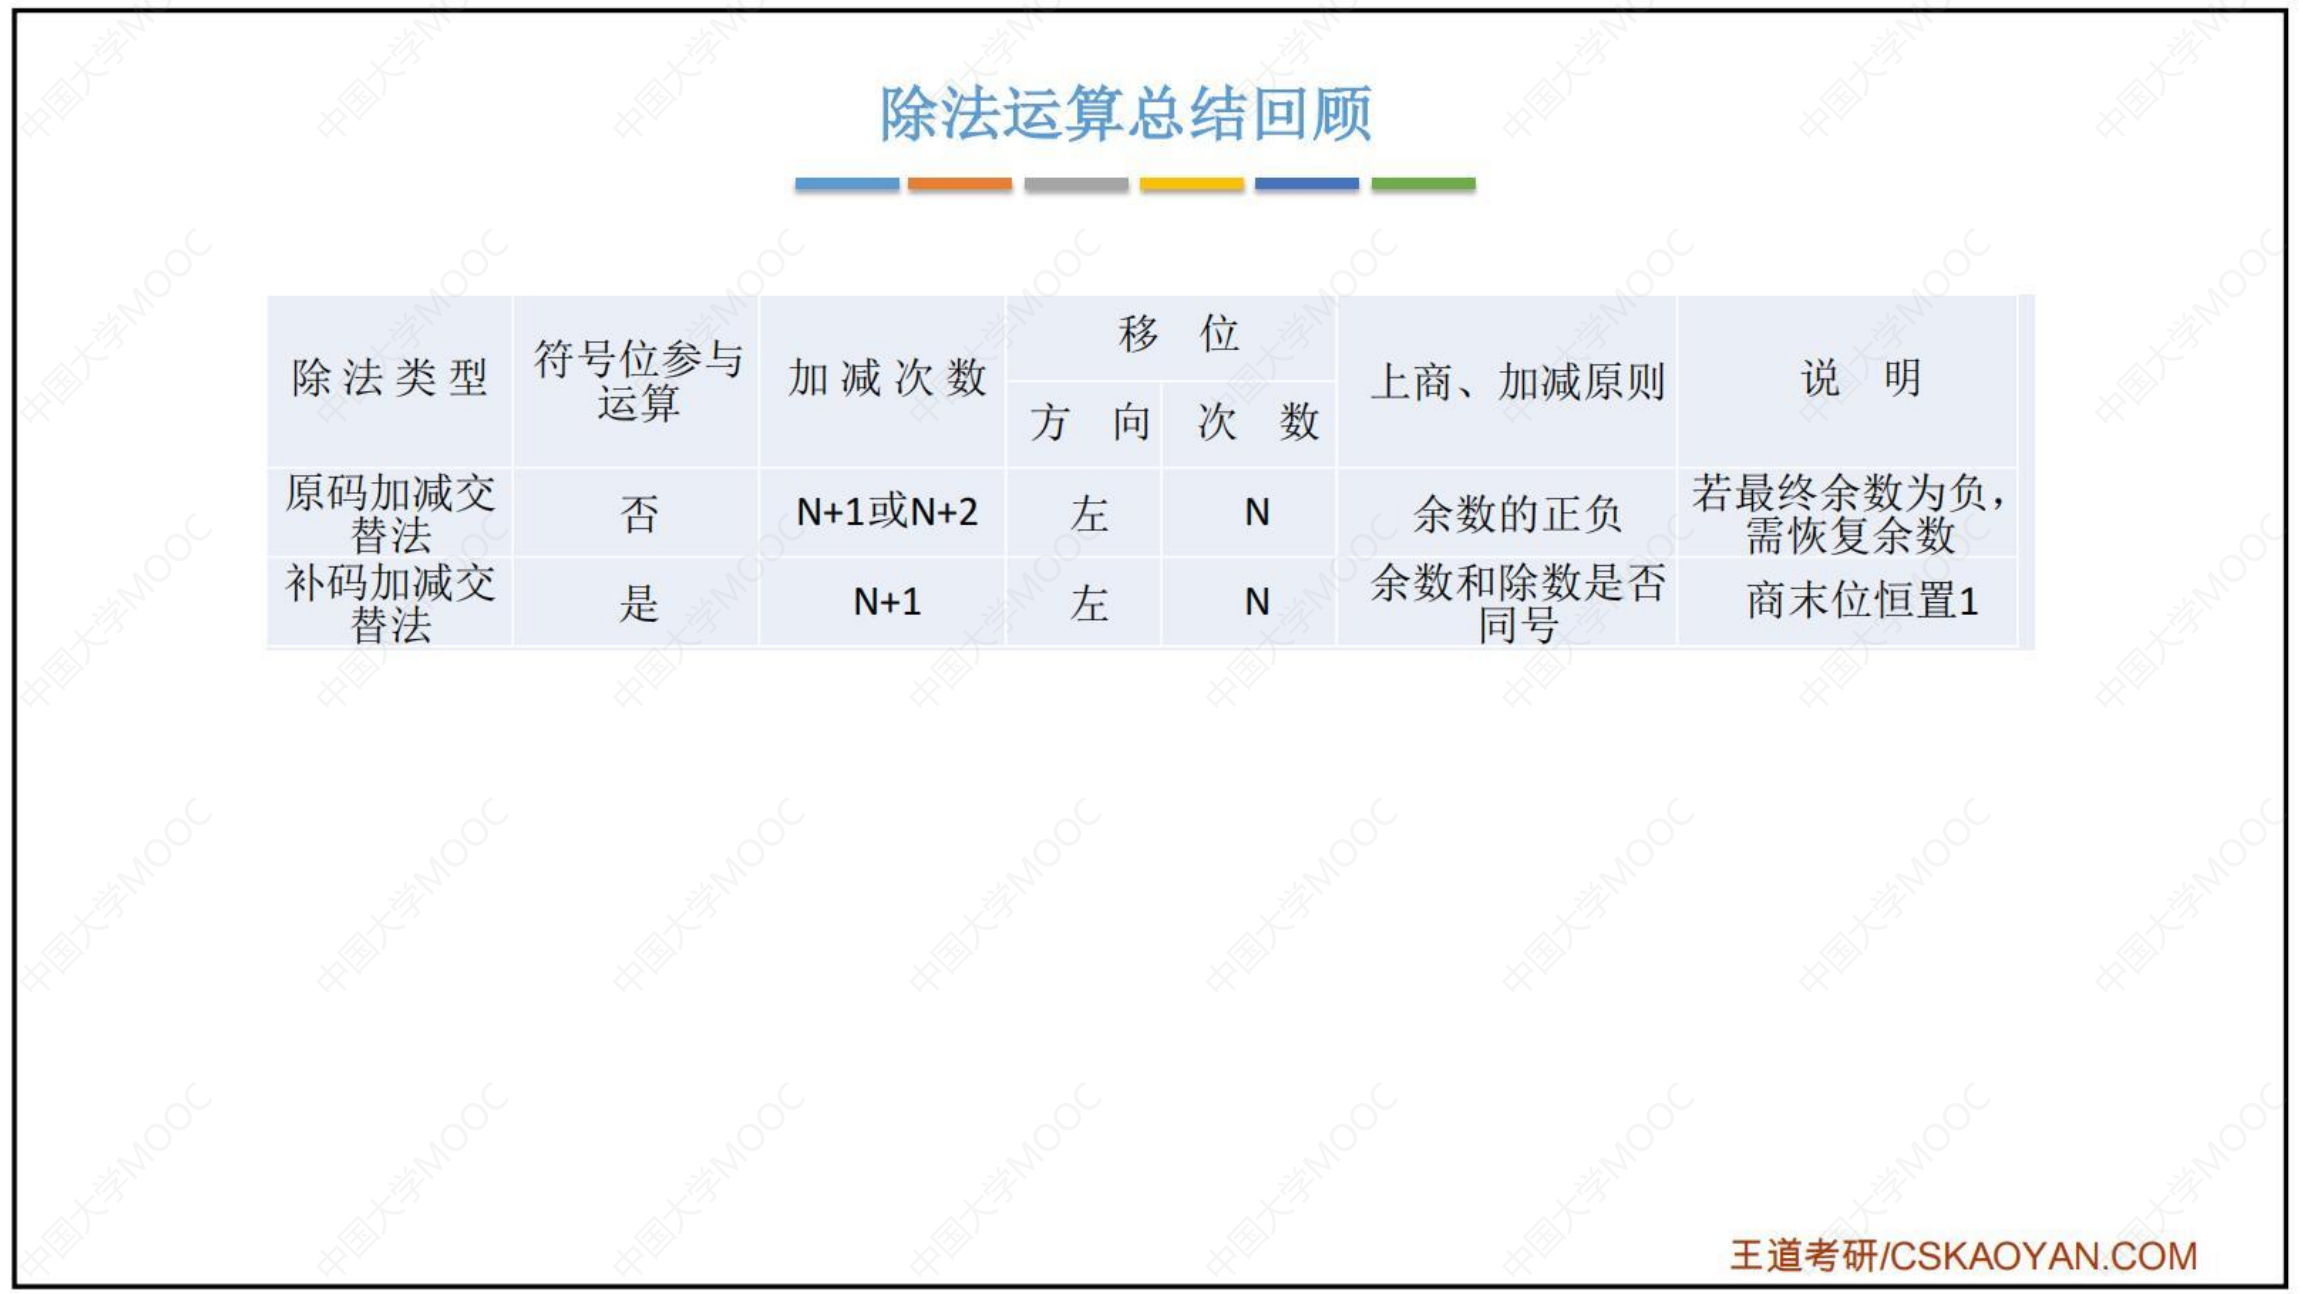 除法运算总结回顾
除法类型
符号位参与
运算
加减次数
移 位
方 向
次 数
上商、加减原则
说 明
原码加减交
替法
否
N+1或N+2
左
N
余数的正负
若最终余数为负，
需恢复余数
补码加减交
替法
是
N+1
左
N
余数和除数是否
同号
商末位恒置1
王道考研/CSKAOYAN.COM
中国大学MOOC